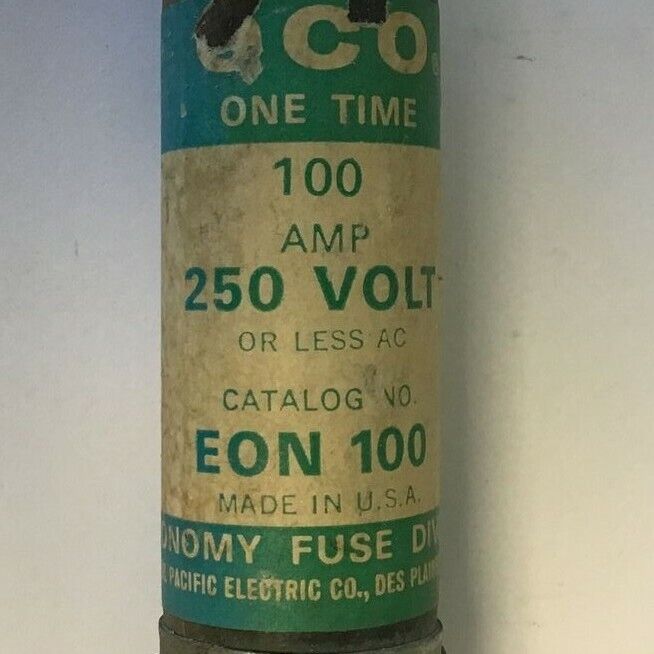 CO
ONE TIME
100
AMP
250 VOLT
OR LESS AC
CATALOG NO.
EON 100
MADE IN U.S.A.
ONOMY FUSE DIV
PACIFIC ELECTRIC CO., DES PLAIN